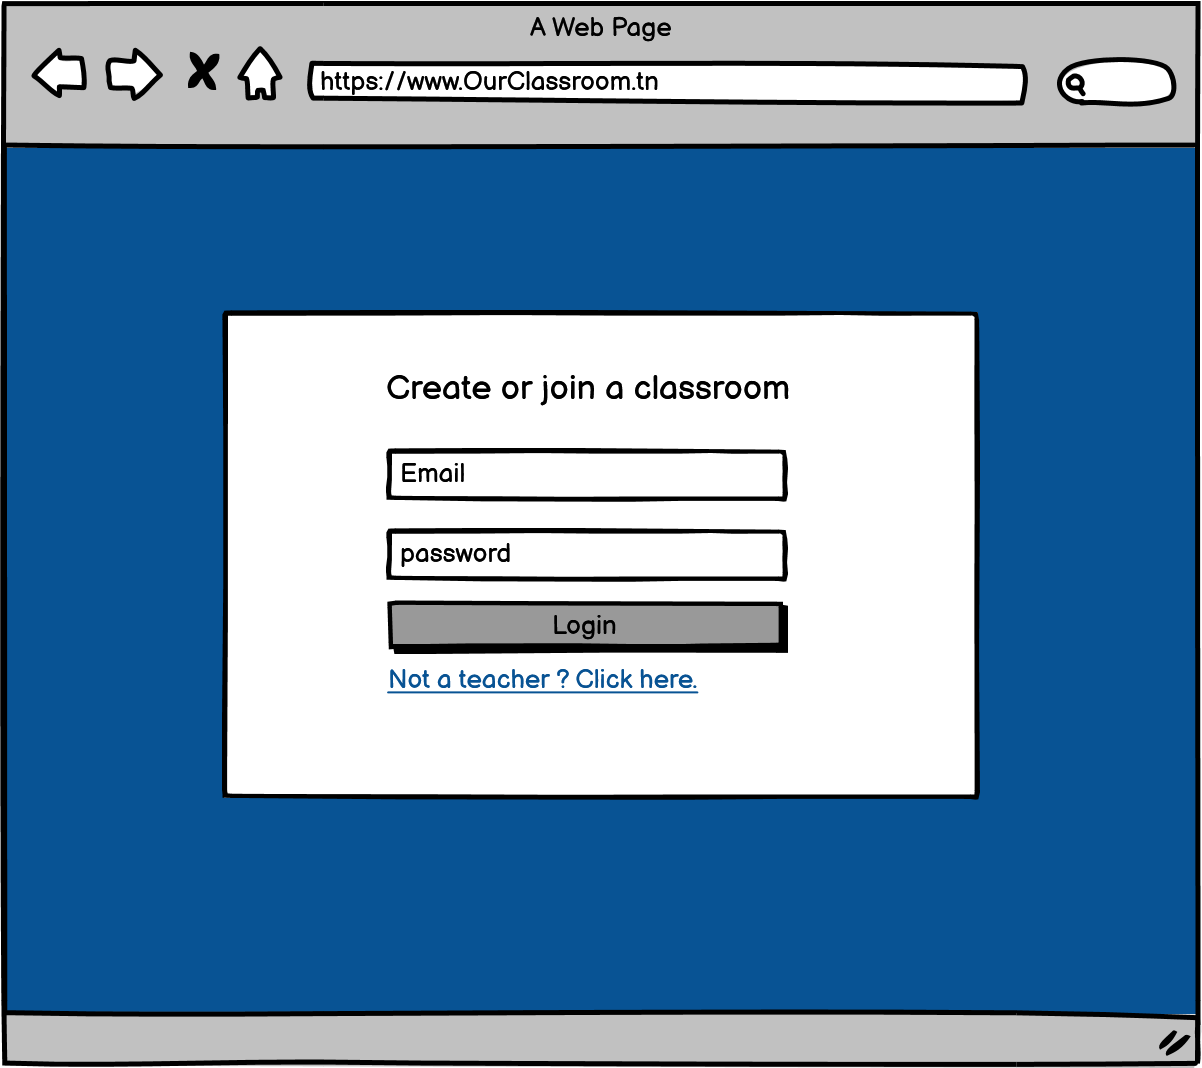 A Web Page
https://www.OurClassroom.tn
Create or join a classroom
Email
password
Login
Not a teacher ? Click here.